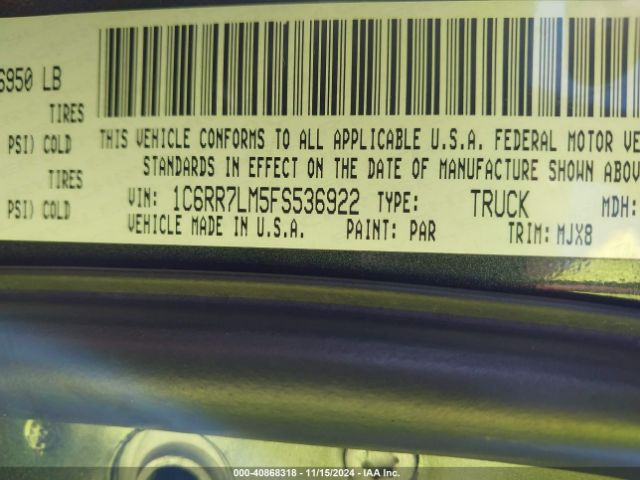 6950 LB
TIRES
PSI) COLD
TIRES
PSI) COLD
THIS VEHICLE CONFORMS TO ALL APPLICABLE U.S.A. FEDERAL MOTOR VE
STANDARDS IN EFFECT ON THE DATE OF MANUFACTURE SHOWN ABOV
VIN: 1C6RR7LM5FS536922 TYPE: TRUCK MDH:
VEHICLE MADE IN U.S.A. PAINT: PAR TRIM: MJX8
000-40868318 - 11/15/2024 - IAA Inc.